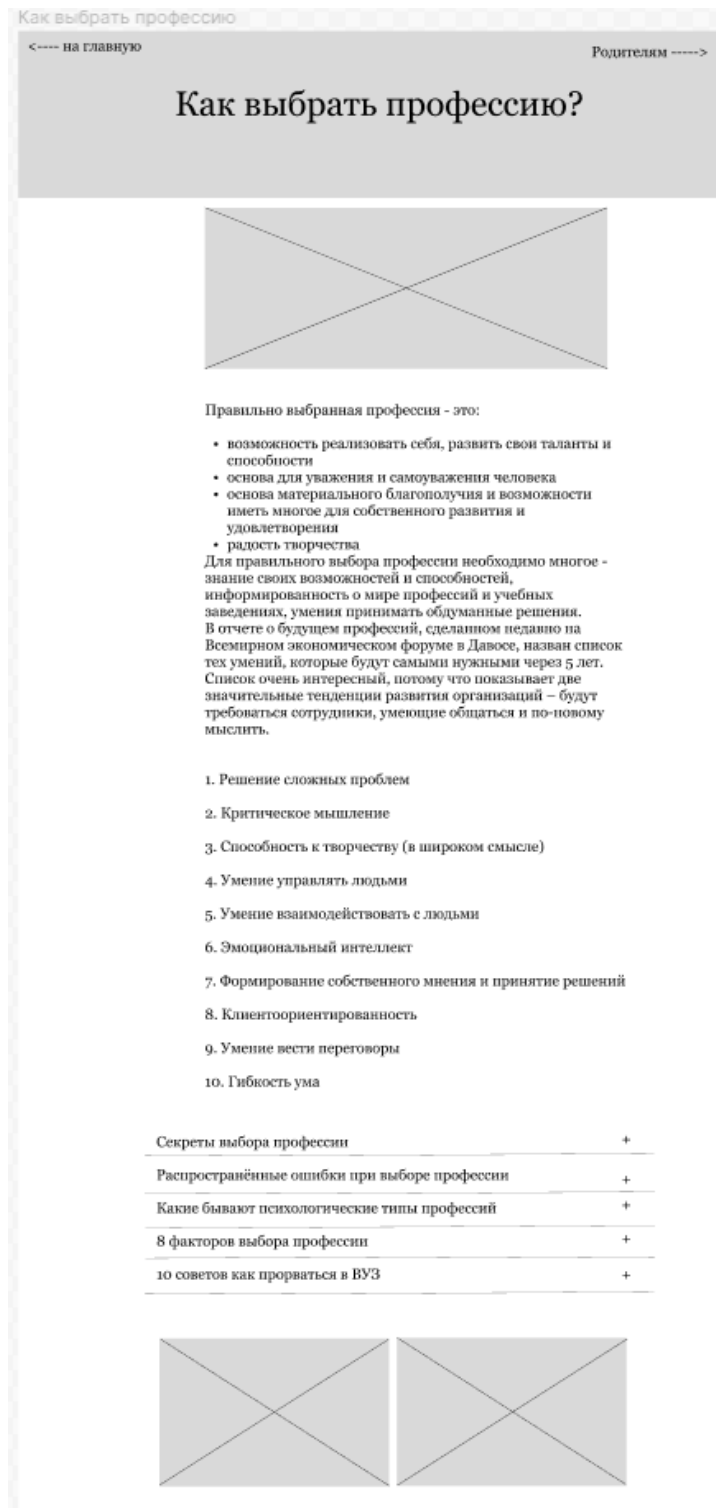 Как выбрать профессию
<---- на главную
Родителям ----->
Как выбрать профессию?
Правильно выбранная профессия - это:
• возможность реализовать себя, развить свои таланты и
способности
• основа для уважения и самоуважения человека
• основа материального благополучия и возможности
иметь многое для собственного развития и
удовлетворения
• радость творчества
Для правильного выбора профессии необходимо многое -
знание своих возможностей и способностей,
информированность о мире профессий и учебных
заведениях, умения принимать обдуманные решения.
В отчете о будущем профессий, сделанном недавно на
Всемирном экономическом форуме в Давосе, назван список
тех умений, которые будут самыми нужными через 5 лет.
Список очень интересный, потому что показывает две
значительные тенденции развития организаций – будут
требоваться сотрудники, умеющие общаться и по-новому
мыслить.
1. Решение сложных проблем
2. Критическое мышление
3. Способность к творчеству (в широком смысле)
4. Умение управлять людьми
5. Умение взаимодействовать с людьми
6. Эмоциональный интеллект
7. Формирование собственного мнения и принятие решений
8. Клиентоориентированность
9. Умение вести переговоры
10. Гибкость ума
Секреты выбора профессии +
Распространённые ошибки при выборе профессии +
Какие бывают психологические типы профессий +
8 факторов выбора профессии +
10 советов как прорваться в ВУЗ +